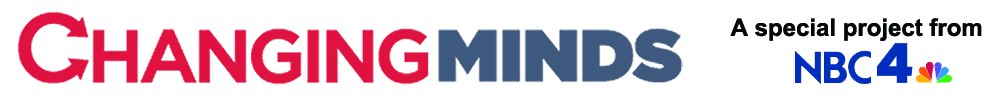 CHANGINGMINDS
A special project from
NBC4